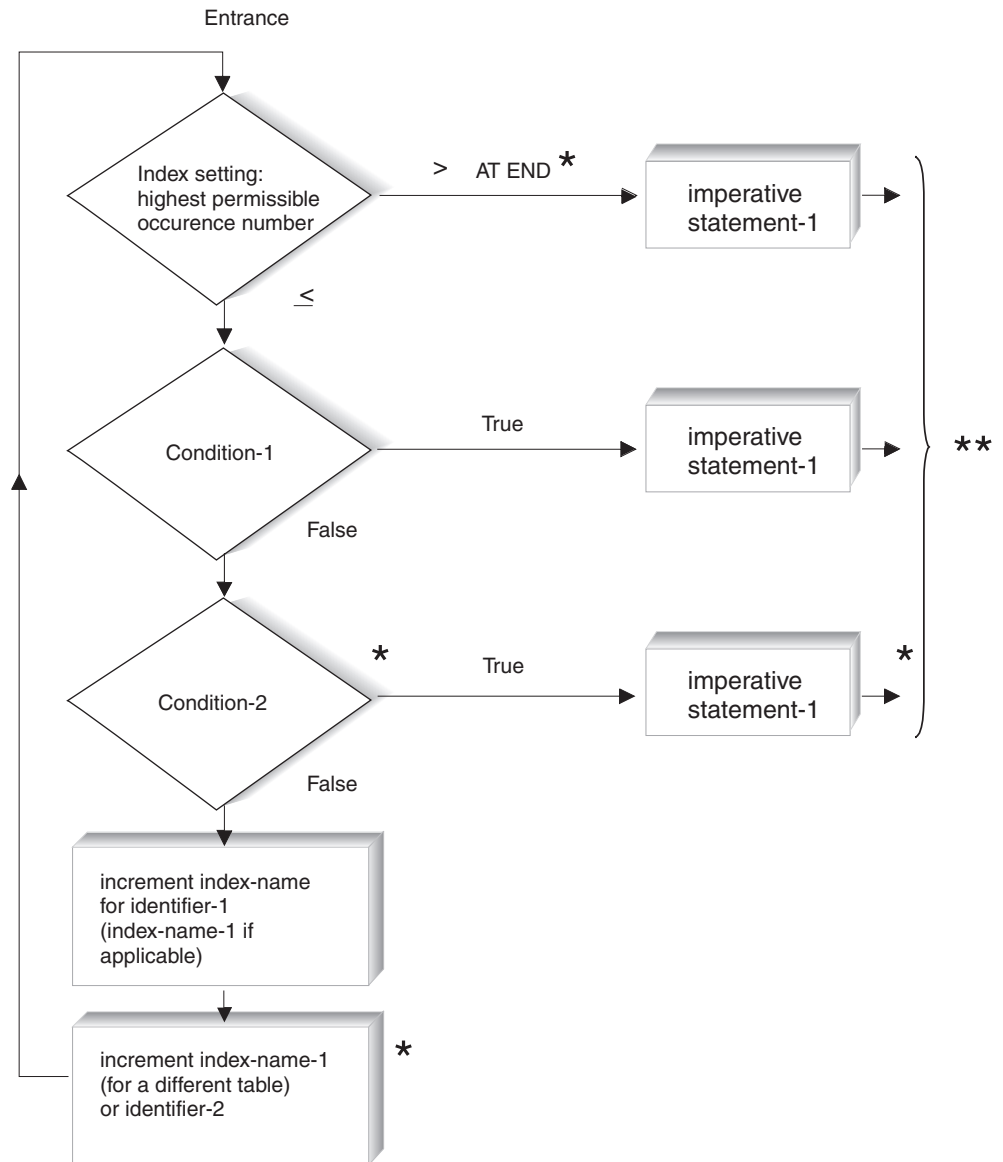 Entrance
Index setting:
highest permissible
occurence number
> AT END *
imperative
statement-1
≤
Condition-1
True
imperative
statement-1
**
False
Condition-2
*
True
imperative
statement-1
*
False
increment index-name
for identifier-1
(index-name-1 if
applicable)
increment index-name-1
(for a different table)
or identifier-2
*